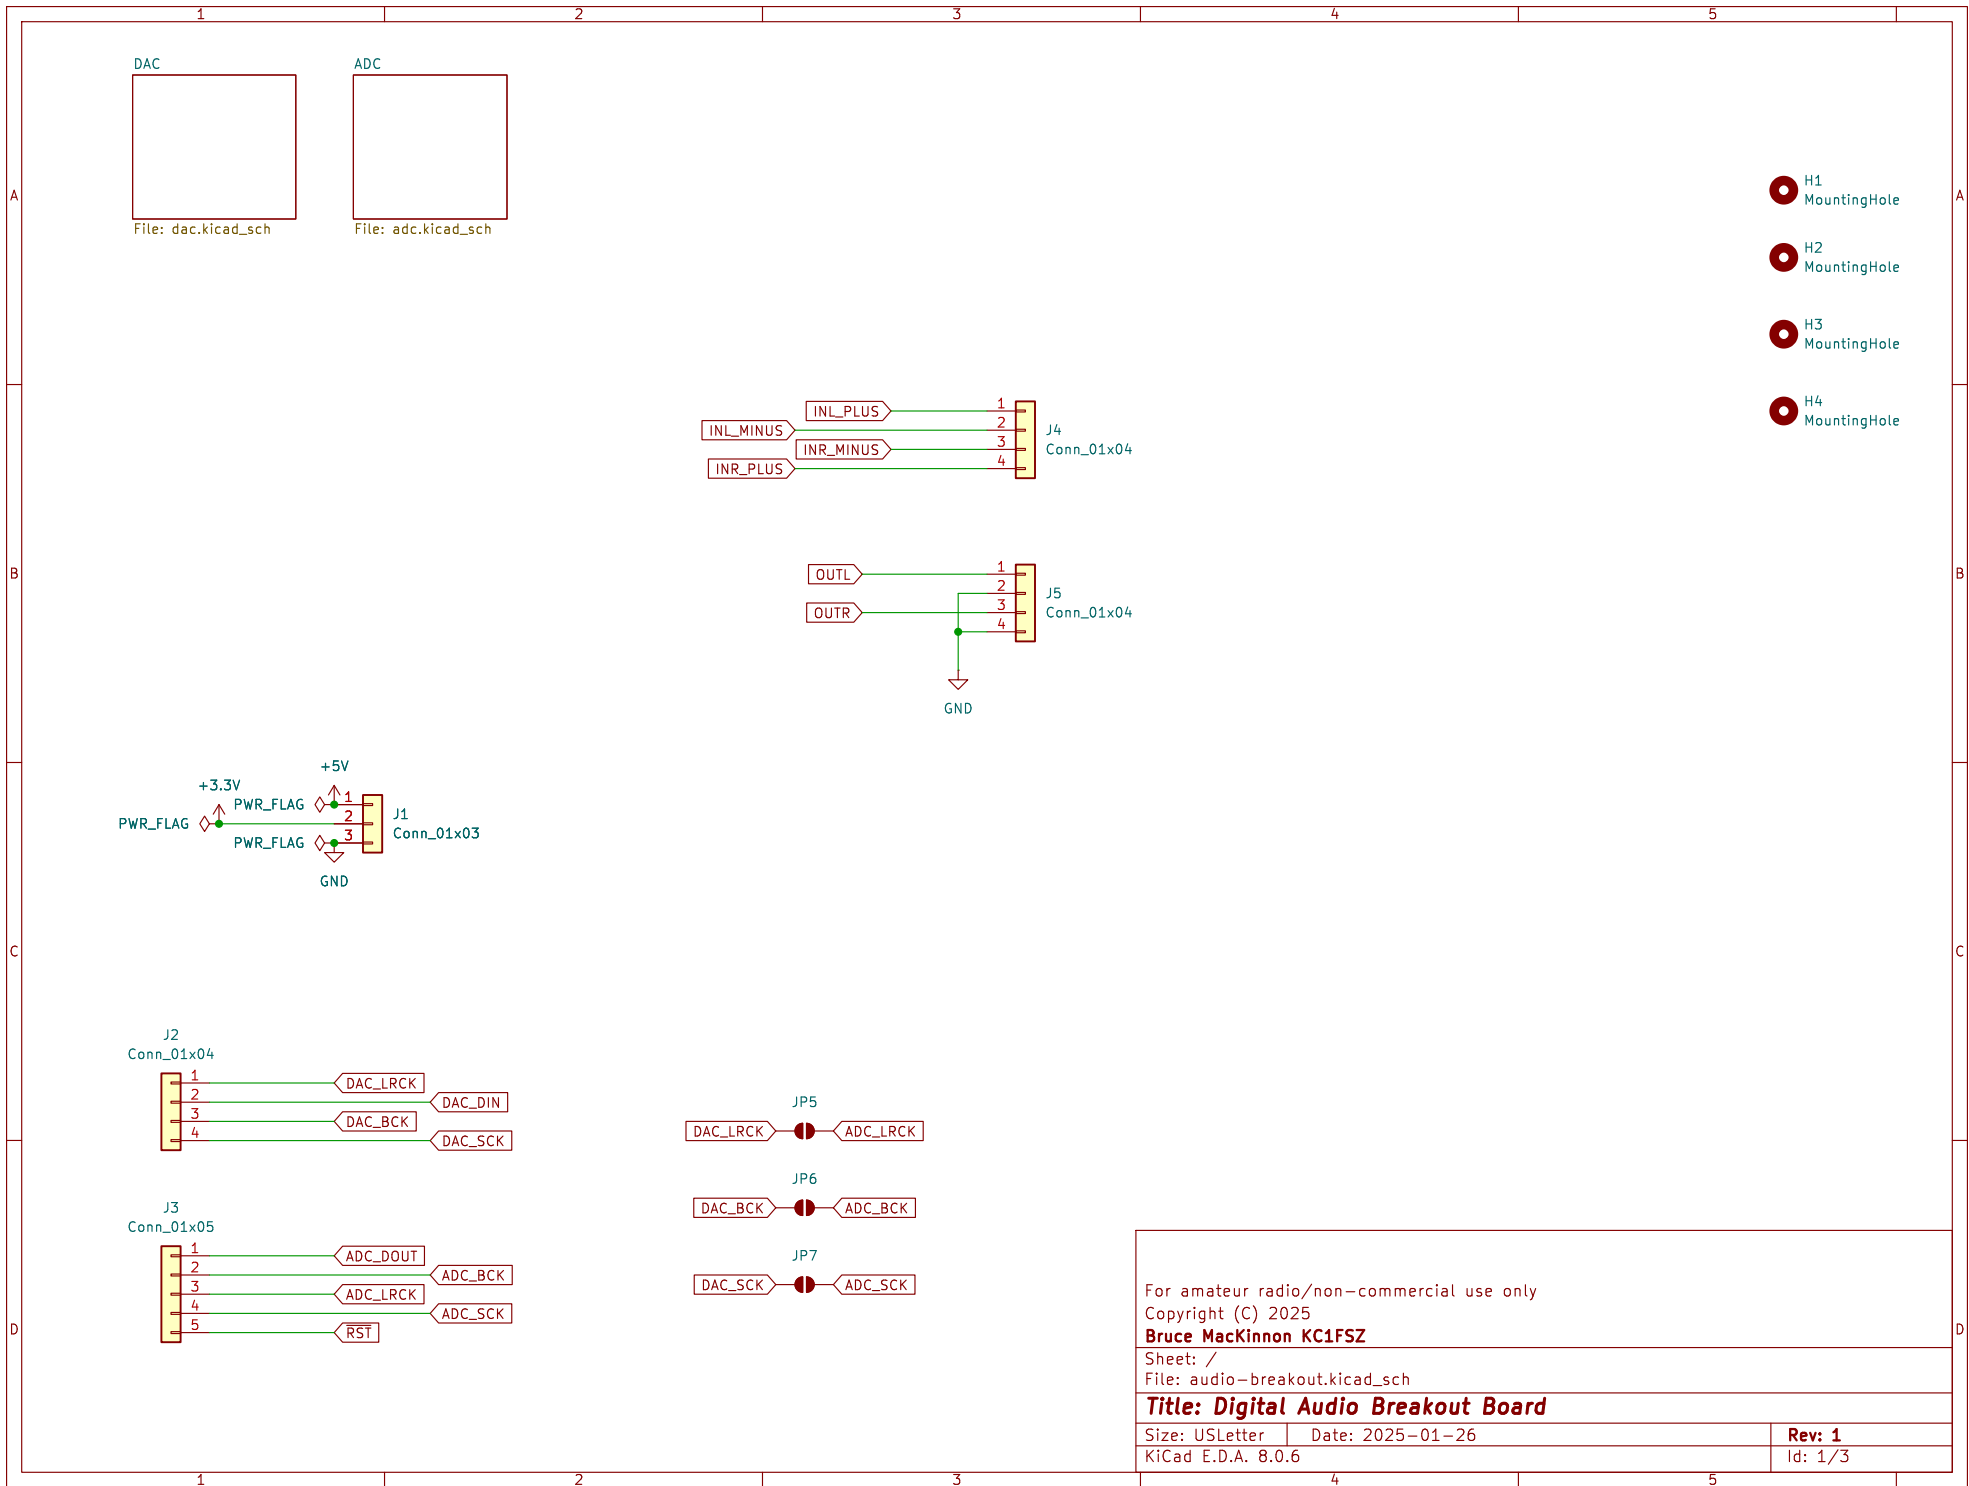 1 2 3 4 5
DAC
ADC
File: dac.kicad_sch
File: adc.kicad_sch
A
A
H1
MountingHole
H2
MountingHole
H3
MountingHole
H4
MountingHole
INL_PLUS 1
INL_MINUS 2
INR_MINUS 3
INR_PLUS 4
J4
Conn_01x04
B
B
OUTL 1
2
OUTR 3
4
J5
Conn_01x04
GND
+5V
+3.3V
PWR_FLAG 1
PWR_FLAG 2
PWR_FLAG 3
J1
Conn_01x03
GND
C
C
J2
Conn_01x04
1 DAC_LRCK
2 DAC_DIN
3 DAC_BCK
4 DAC_SCK
J3
Conn_01x05
1 ADC_DOUT
2 ADC_BCK
3 ADC_LRCK
4 ADC_SCK
5 RST
JP5
DAC_LRCK ADC_LRCK
JP6
DAC_BCK ADC_BCK
JP7
DAC_SCK ADC_SCK
D
D
For amateur radio/non-commercial use only
Copyright (C) 2025
Bruce MacKinnon KC1FSZ
Sheet: /
File: audio-breakout.kicad_sch
Title: Digital Audio Breakout Board
Size: USLetter Date: 2025-01-26 Rev: 1
KiCad E.D.A. 8.0.6 Id: 1/3
1 2 3 4 5